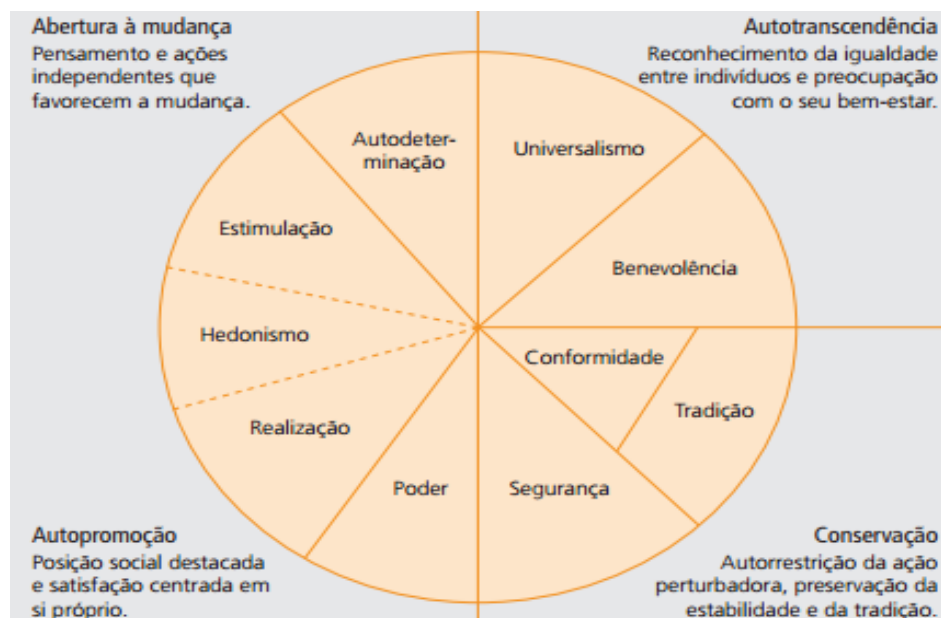 Abertura à mudança
Pensamento e ações
independentes que
favorecem a mudança.
Autotranscendência
Reconhecimento da igualdade
entre indivíduos e preocupação
com o seu bem-estar.
Autodeter-
minação
Universalismo
Estimulação
Benevolência
Hedonismo
Conformidade
Tradição
Realização
Poder
Segurança
Autopromoção
Posição social destacada
e satisfação centrada em
si próprio.
Conservação
Autorrestrição da ação
perturbadora, preservação da
estabilidade e da tradição.